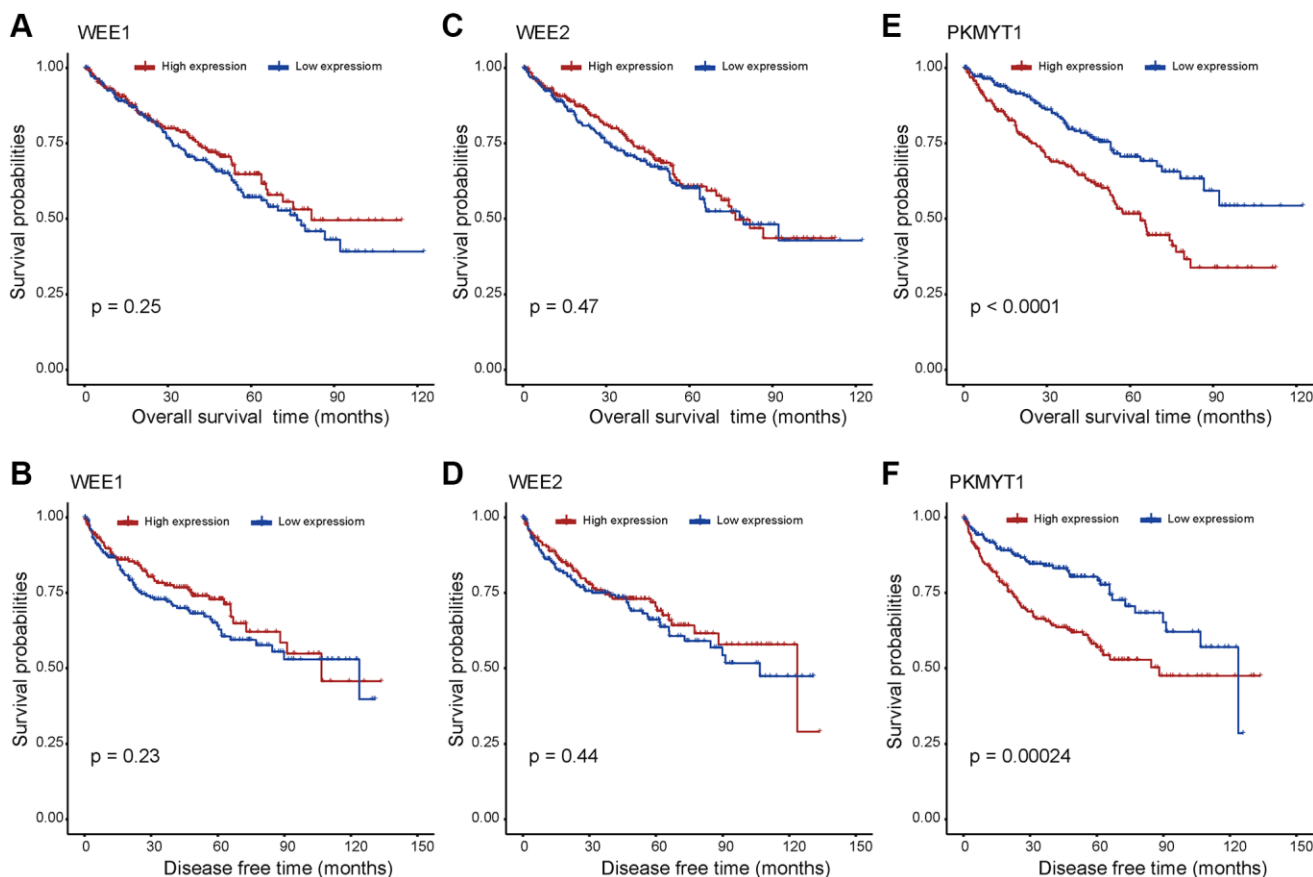 A
WEE1
High expression
Low expressiom
Survival probabilities
1.00
0.75
0.50
0.25
0.00
p = 0.25
0 30 60 90 120
Overall survival time (months)
C
WEE2
High expression
Low expressiom
Survival probabilities
1.00
0.75
0.50
0.25
0.00
p = 0.47
0 30 60 90 120
Overall survival time (months)
E
PKMYT1
High expression
Low expressiom
Survival probabilities
1.00
0.75
0.50
0.25
0.00
p < 0.0001
0 30 60 90 120
Overall survival time (months)
B
WEE1
High expression
Low expressiom
Survival probabilities
1.00
0.75
0.50
0.25
0.00
p = 0.23
0 30 60 90 120 150
Disease free time (months)
D
WEE2
High expression
Low expressiom
Survival probabilities
1.00
0.75
0.50
0.25
0.00
p = 0.44
0 30 60 90 120 150
Disease free time (months)
F
PKMYT1
High expression
Low expressiom
Survival probabilities
1.00
0.75
0.50
0.25
0.00
p = 0.00024
0 30 60 90 120 150
Disease free time (months)